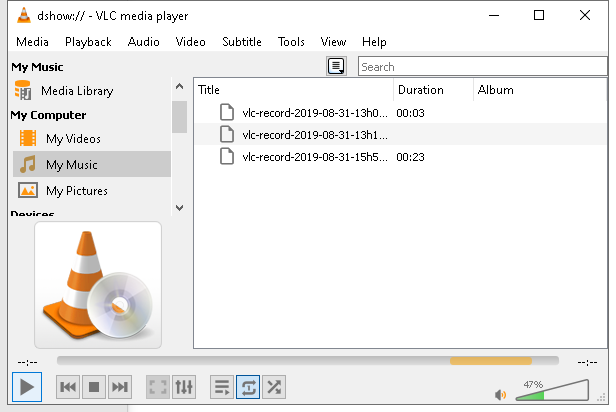 dshow:// - VLC media player
Media Playback Audio Video Subtitle Tools View Help
My Music
Search
Media Library
My Computer
My Videos
My Music
My Pictures
Devices
Title Duration Album
vlc-record-2019-08-31-13h0... 00:03
vlc-record-2019-08-31-13h1...
vlc-record-2019-08-31-15h5... 00:23
--:-- --:--
47%